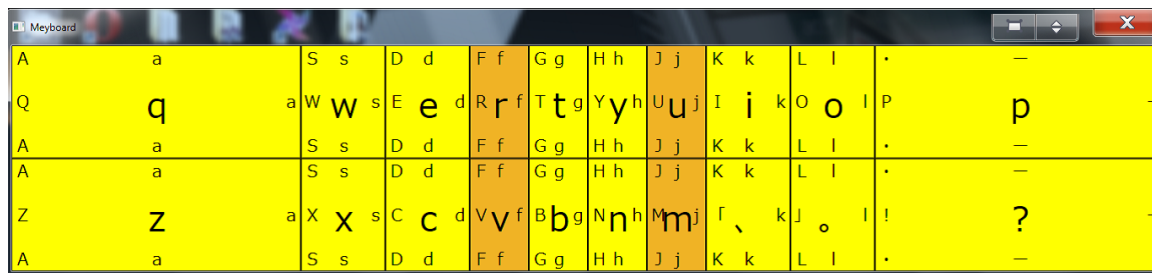 Meyboard
A a S s D d F f G g H h J j K k L l ・ ー
Q q a W w s E e d R r f T t g Y y h U u j I i k O o l P p -
A a S s D d F f G g H h J j K k L l ・ ー
A a S s D d F f G g H h J j K k L l ・ ー
Z z a X x s C c d V v f B b g N n h M m j 「 、 k 」 。 l ! ? -
A a S s D d F f G g H h J j K k L l ・ ー